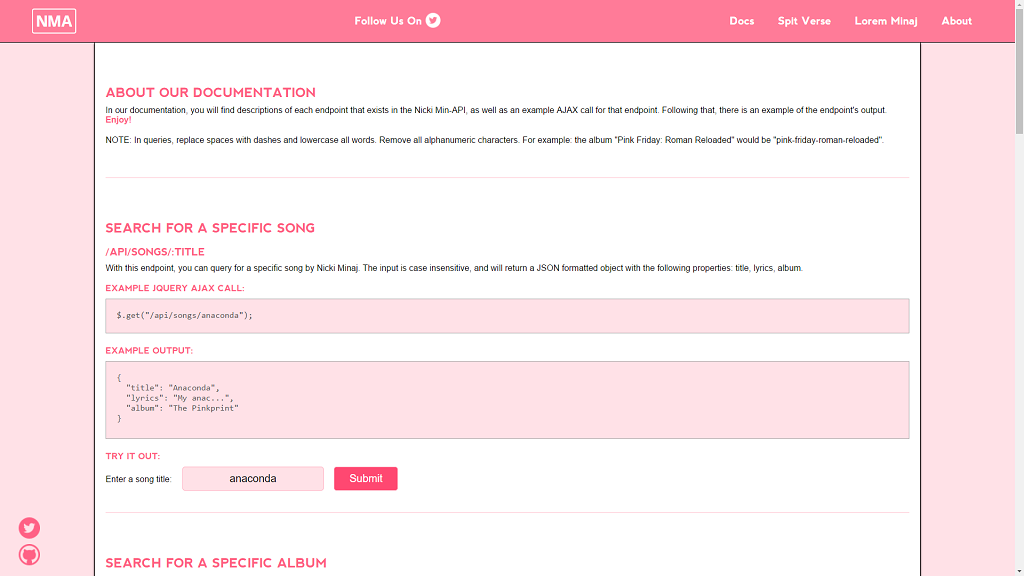 NMA
Follow Us On
Docs
Spit Verse
Lorem Minaj
About
ABOUT OUR DOCUMENTATION
In our documentation, you will find descriptions of each endpoint that exists in the Nicki Min-API, as well as an example AJAX call for that endpoint. Following that, there is an example of the endpoint's output.
Enjoy!
NOTE: In queries, replace spaces with dashes and lowercase all words. Remove all alphanumeric characters. For example: the album "Pink Friday: Roman Reloaded" would be "pink-friday-roman-reloaded".
SEARCH FOR A SPECIFIC SONG
/API/SONGS/:TITLE
With this endpoint, you can query for a specific song by Nicki Minaj. The input is case insensitive, and will return a JSON formatted object with the following properties: title, lyrics, album.
EXAMPLE JQUERY AJAX CALL:
$.get("/api/songs/anaconda");
EXAMPLE OUTPUT:
{
"title": "Anaconda",
"lyrics": "My anac...",
"album": "The Pinkprint"
}
TRY IT OUT:
Enter a song title:
anaconda
Submit
SEARCH FOR A SPECIFIC ALBUM